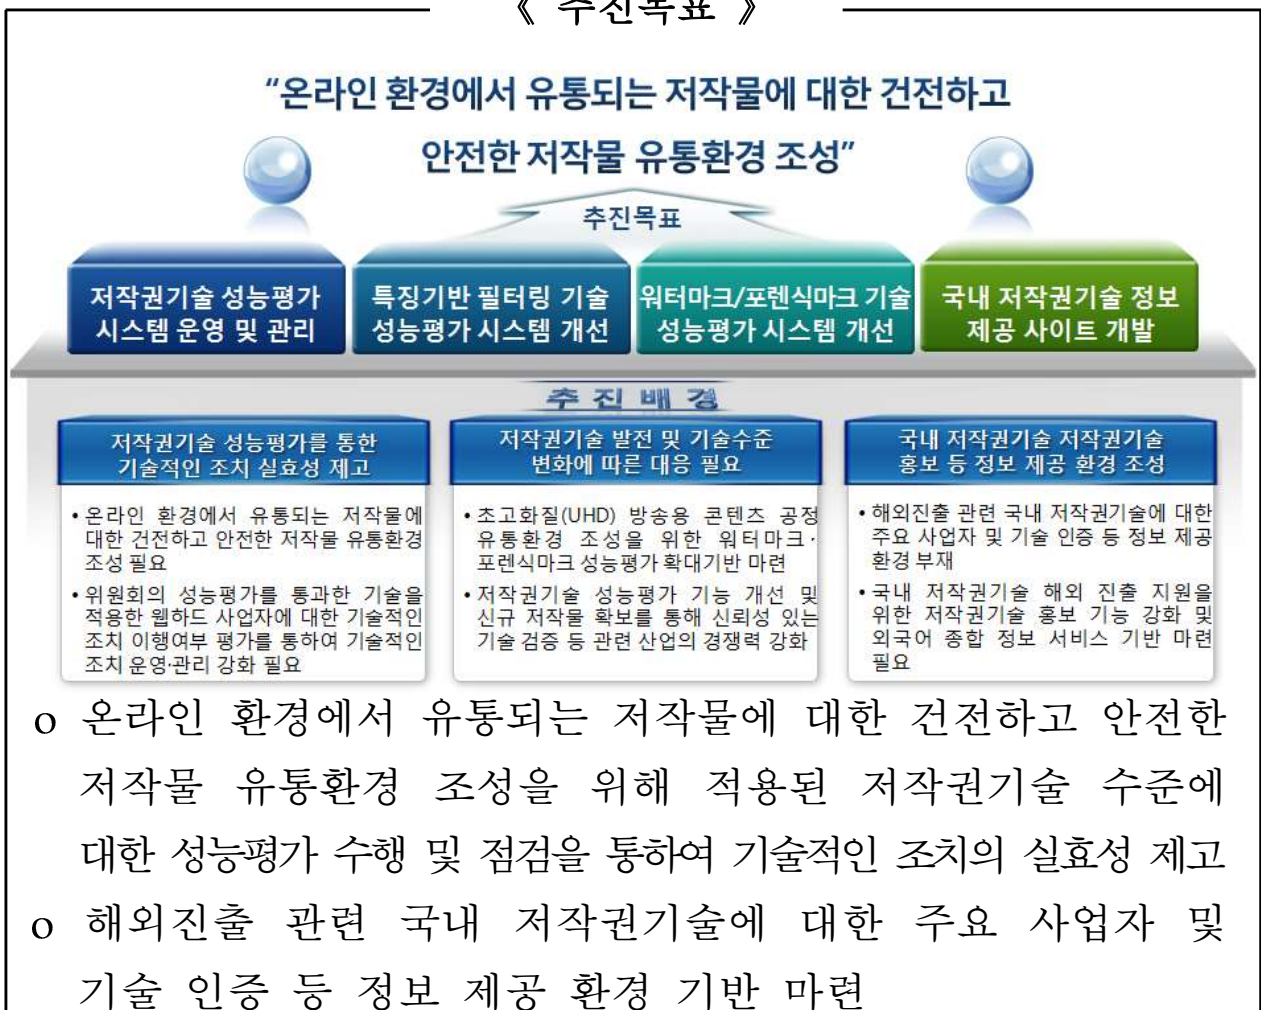 《 추진목표 》
“온라인 환경에서 유통되는 저작물에 대한 건전하고
안전한 저작물 유통환경 조성”
추진목표
저작권기술 성능평가
시스템 운영 및 관리
특징기반 필터링 기술
성능평가 시스템 개선
워터마크/포렌식마크 기술
성능평가 시스템 개선
국내 저작권기술 정보
제공 사이트 개발
추 진 배 경
저작권기술 성능평가를 통한
기술적인 조치 실효성 제고
• 온라인 환경에서 유통되는 저작물에
대한 건전하고 안전한 저작물 유통환경
조성 필요
• 위원회의 성능평가를 통과한 기술을
적용한 웹하드 사업자에 대한 기술적인
조치 이행여부 평가를 통하여 기술적인
조치 운영·관리 강화 필요
저작권기술 발전 및 기술수준
변화에 따른 대응 필요
• 초고화질(UHD) 방송용 콘텐츠 공정
유통환경 조성을 위한 워터마크·
포렌식마크 성능평가 확대기반 마련
• 저작권기술 성능평가 기능 개선 및
신규 저작물 확보를 통해 신뢰성 있는
기술 검증 등 관련 산업의 경쟁력 강화
국내 저작권기술 저작권기술
홍보 등 정보 제공 환경 조성
• 해외진출 관련 국내 저작권기술에 대한
주요 사업자 및 기술 인증 등 정보 제공
환경 부재
• 국내 저작권기술 해외 진출 지원을
위한 저작권기술 홍보 기능 강화 및
외국어 종합 정보 서비스 기반 마련
필요
o 온라인 환경에서 유통되는 저작물에 대한 건전하고 안전한
저작물 유통환경 조성을 위해 적용된 저작권기술 수준에
대한 성능평가 수행 및 점검을 통하여 기술적인 조치의 실효성 제고
o 해외진출 관련 국내 저작권기술에 대한 주요 사업자 및
기술 인증 등 정보 제공 환경 기반 마련